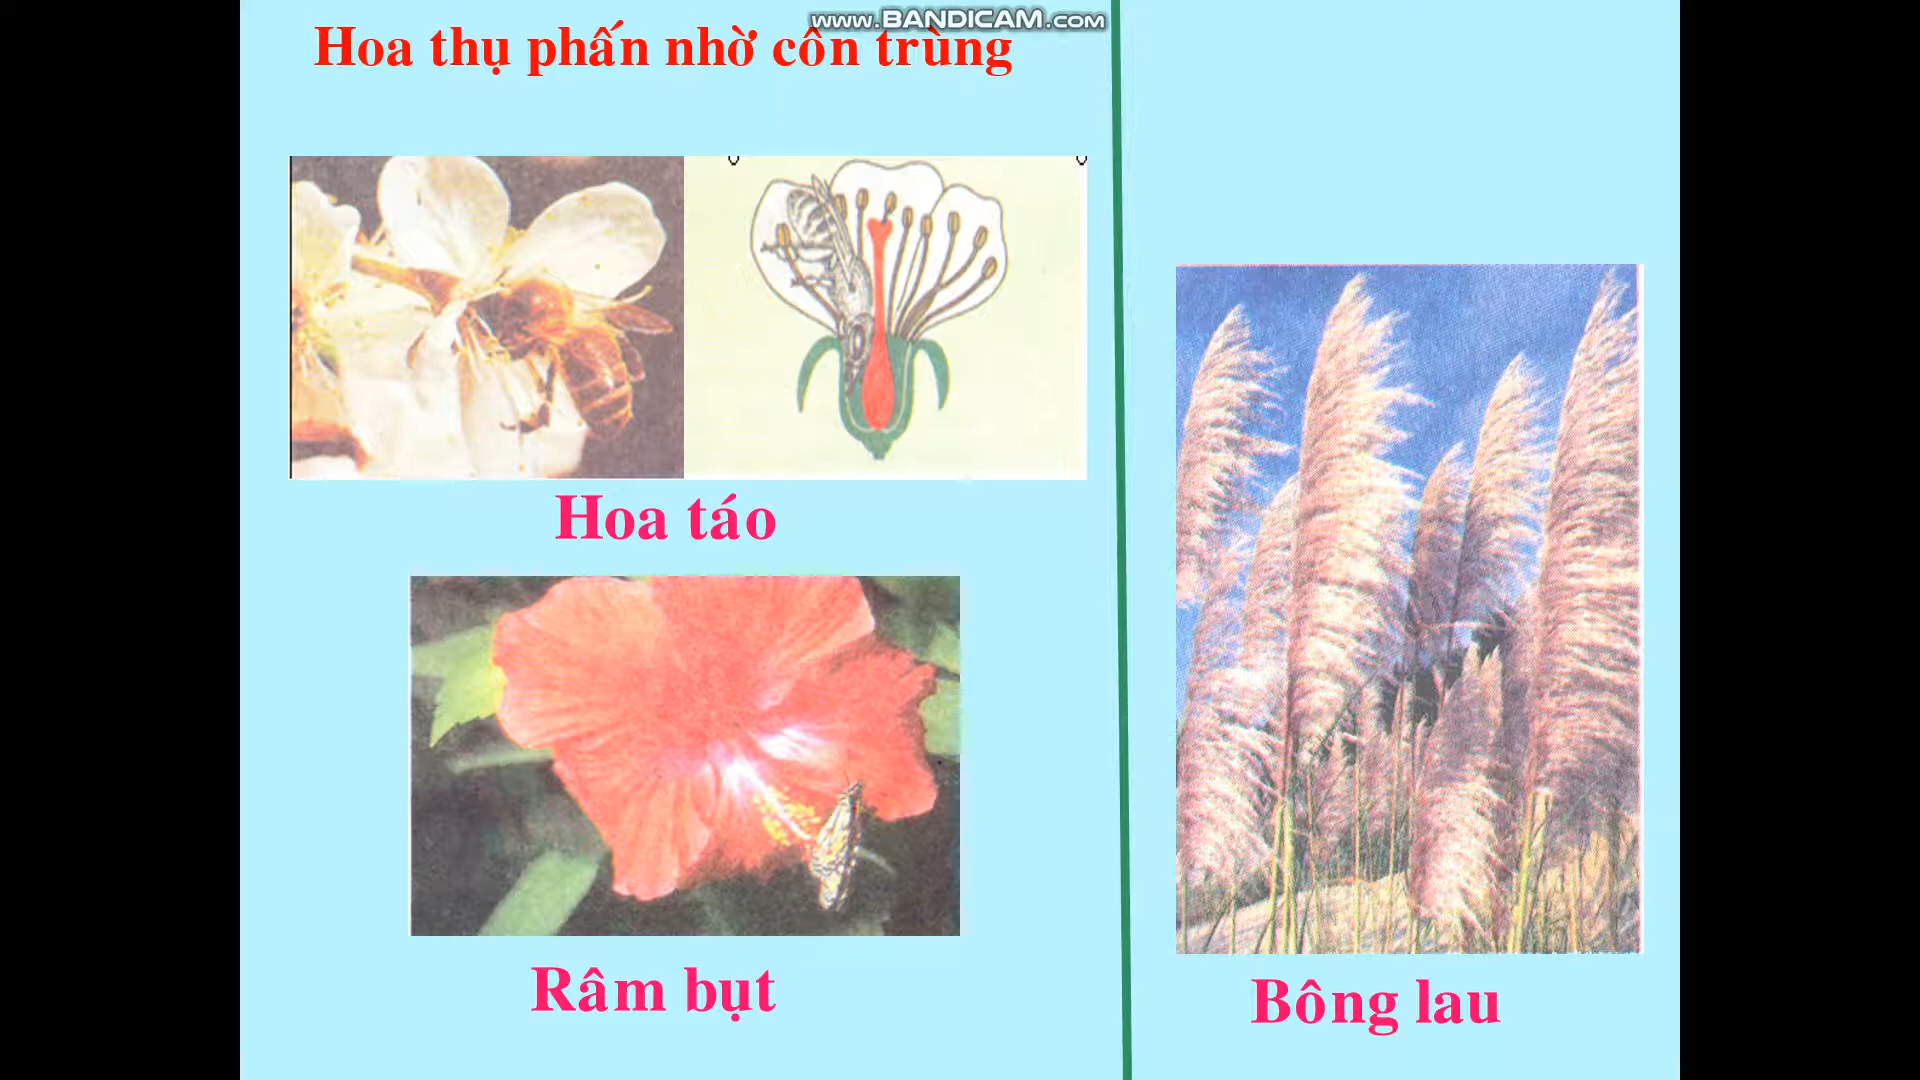 www.BANDICAM.com
Hoa thụ phấn nhờ côn trùng
Hoa táo
Râm bụt
Bông lau